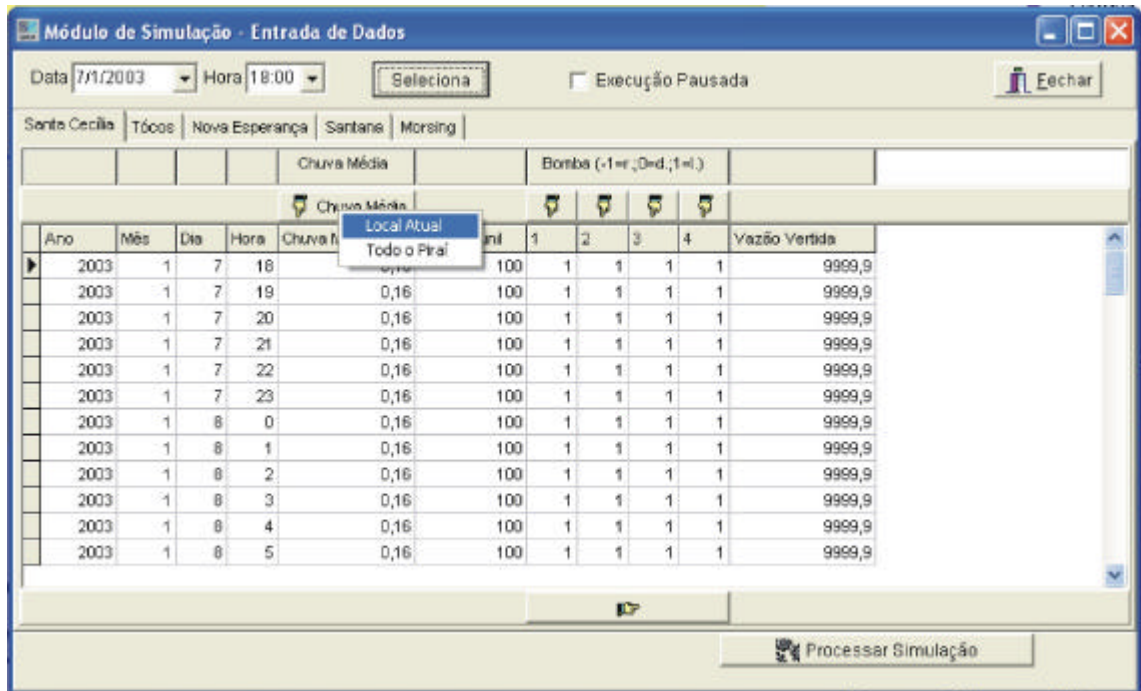 Módulo de Simulação - Entrada de Dados
Data 7/1/2003 Hora 18:00 Seleciona Execução Pausada Fechar
Santa Cecília Tócos Nova Esperança Santana Morsing
Chuva Média Bomba (-1=r.;0=d.;1=l.)
Chuva Média
Local Atual
Todo o Piraí
Ano Mês Dia Hora Chuva 1 2 3 4 Vazão Vertida
2003 1 7 18 0,16 100 1 1 1 1 9999,9
2003 1 7 19 0,16 100 1 1 1 1 9999,9
2003 1 7 20 0,16 100 1 1 1 1 9999,9
2003 1 7 21 0,16 100 1 1 1 1 9999,9
2003 1 7 22 0,16 100 1 1 1 1 9999,9
2003 1 7 23 0,16 100 1 1 1 1 9999,9
2003 1 8 0 0,16 100 1 1 1 1 9999,9
2003 1 8 1 0,16 100 1 1 1 1 9999,9
2003 1 8 2 0,16 100 1 1 1 1 9999,9
2003 1 8 3 0,16 100 1 1 1 1 9999,9
2003 1 8 4 0,16 100 1 1 1 1 9999,9
2003 1 8 5 0,16 100 1 1 1 1 9999,9
Processar Simulação